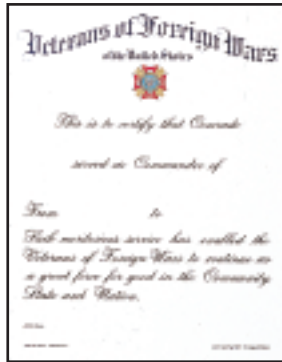 Veterans of Foreign Wars
of the United States
This is to certify that Comrade
served as Commander of
From to
Such meritorious service has enabled the
Veterans of Foreign Wars to continue as
a great force for good in the Community
State and Nation.